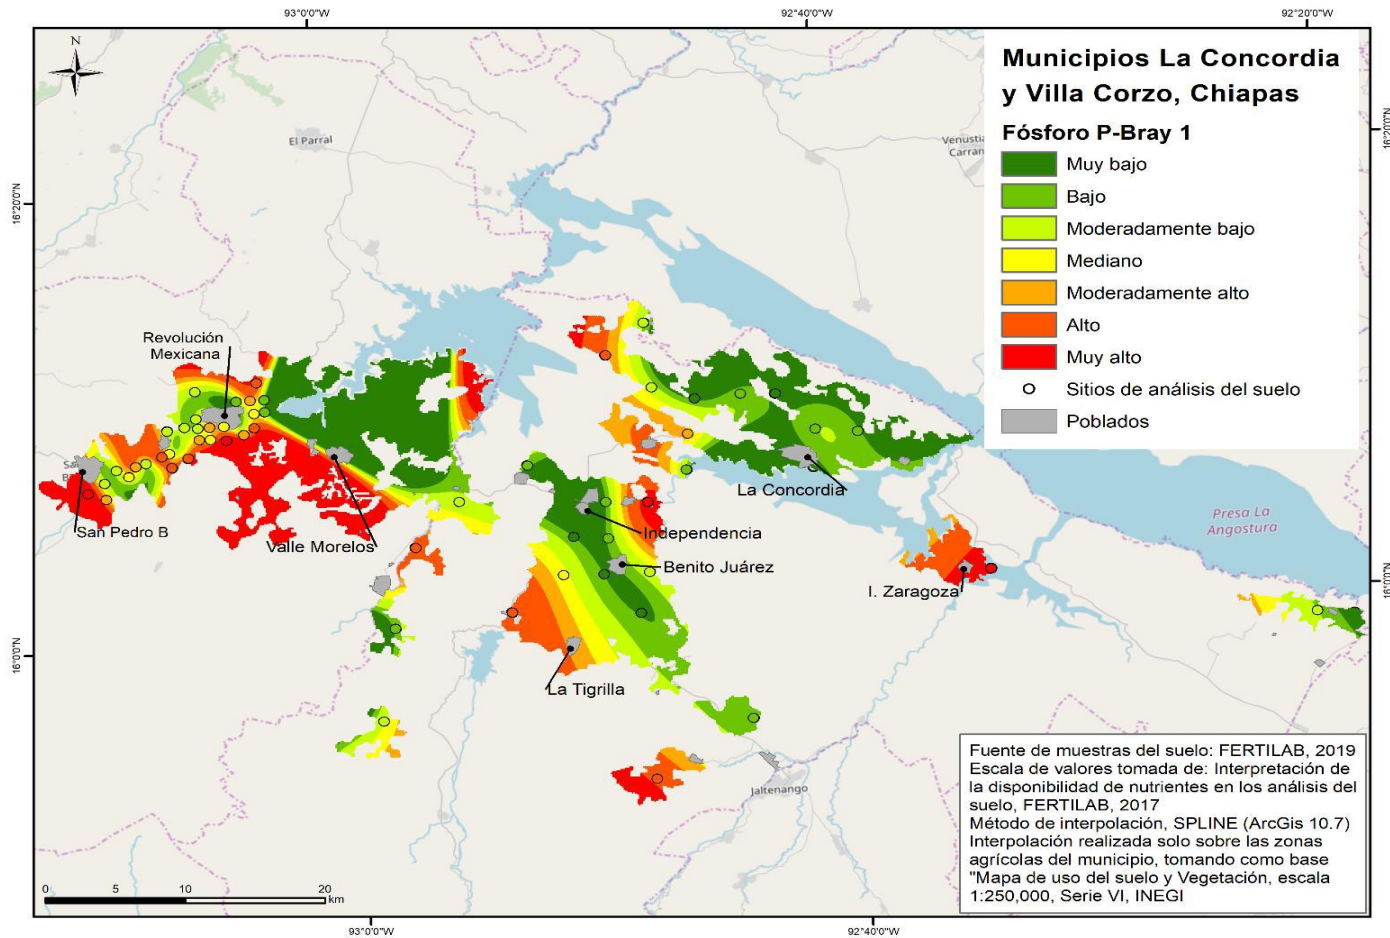 93°0'0"W
92°40'0"W
92°20'0"W
N
Municipios La Concordia
y Villa Corzo, Chiapas
Fósforo P-Bray 1
Muy bajo
Bajo
Moderadamente bajo
Mediano
Moderadamente alto
Alto
Muy alto
Sitios de análisis del suelo
Poblados
16°20'0"N
16°20'0"N
El Parral
Venustia
Carran
Revolución
Mexicana
San Pedro B
Valle Morelos
La Concordia
Independencia
Benito Juárez
I. Zaragoza
La Tigrilla
Presa La
Angostura
Jaltenango
16°0'0"N
16°0'0"N
Fuente de muestras del suelo: FERTILAB, 2019
Escala de valores tomada de: Interpretación de
la disponibilidad de nutrientes en los análisis del
suelo, FERTILAB, 2017
Método de interpolación, SPLINE (ArcGis 10.7)
Interpolación realizada solo sobre las zonas
agrícolas del municipio, tomando como base
"Mapa de uso del suelo y Vegetación, escala
1:250,000, Serie VI, INEGI
0 5 10 20
km
93°0'0"W
92°40'0"W